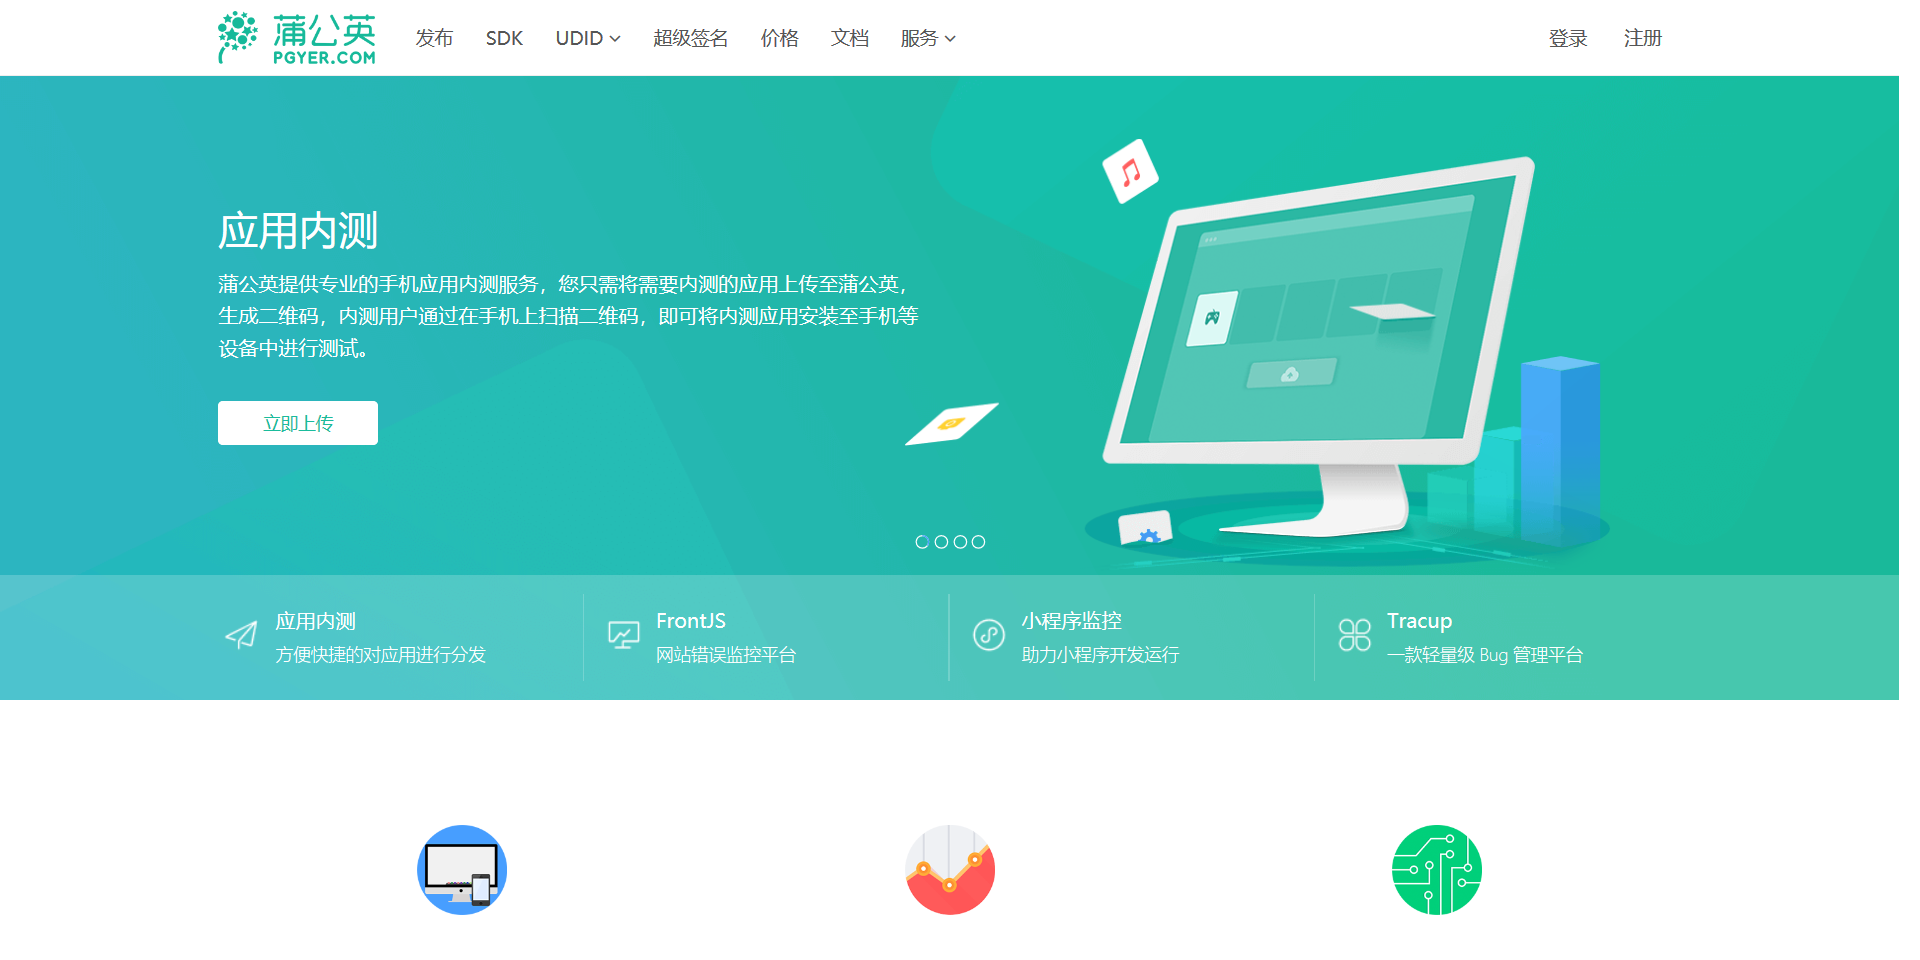 蒲公英
PGYER.COM
发布
SDK
UDID
超级签名
价格
文档
服务
登录
注册
应用内测
蒲公英提供专业的手机应用内测服务，您只需将需要内测的应用上传至蒲公英，
生成二维码，内测用户通过在手机上扫描二维码，即可将内测应用安装至手机等
设备中进行测试。
立即上传
应用内测
方便快捷的对应用进行分发
FrontJS
网站错误监控平台
小程序监控
助力小程序开发运行
Tracup
一款轻量级 Bug 管理平台